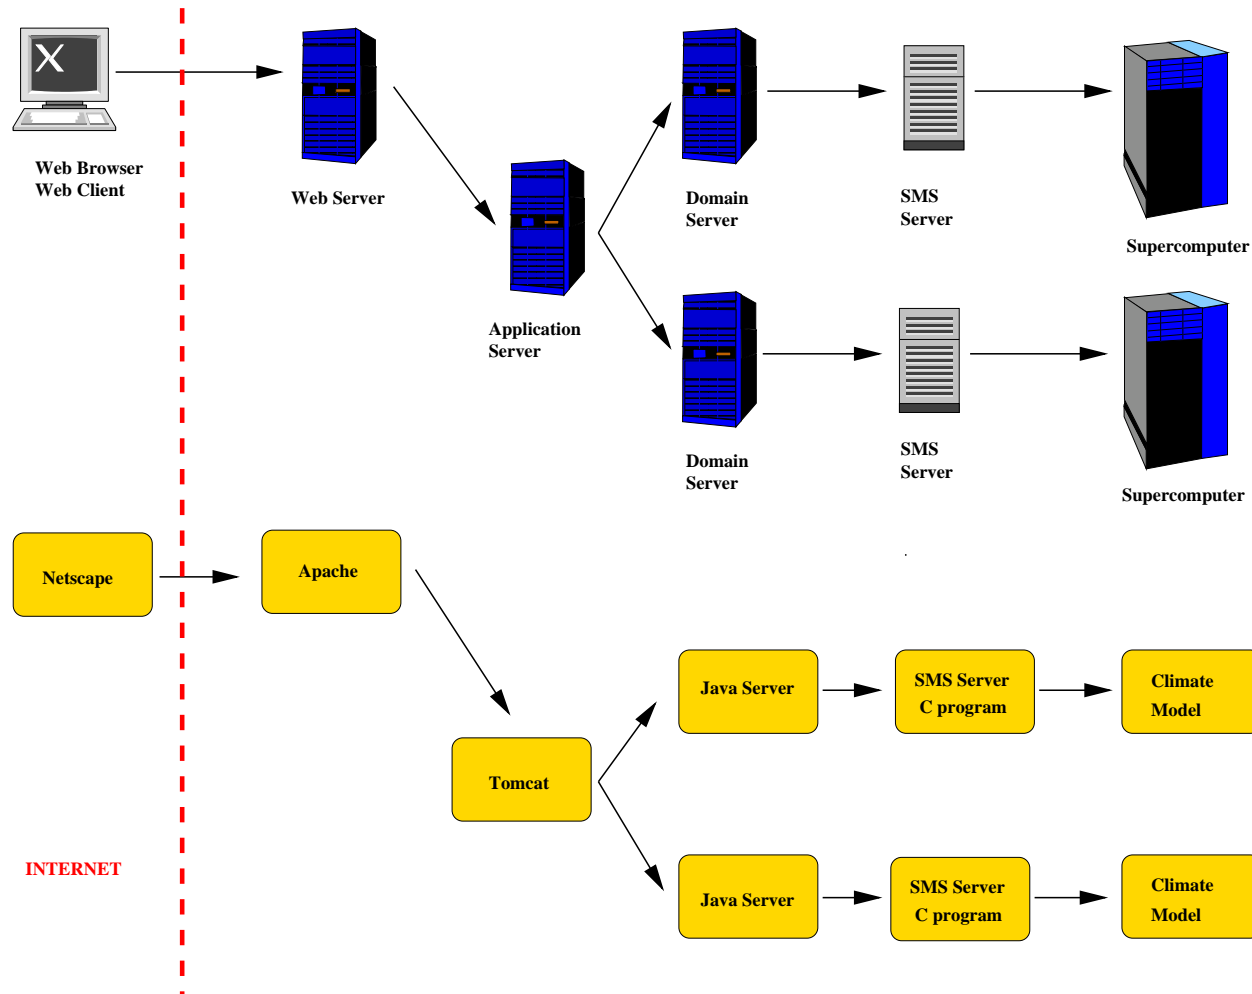 X
Web Browser
Web Client
Web Server
Application
Server
Domain
Server
SMS
Server
Supercomputer
Domain
Server
SMS
Server
Supercomputer
Netscape
Apache
Tomcat
Java Server
SMS Server
C program
Climate
Model
Java Server
SMS Server
C program
Climate
Model
INTERNET